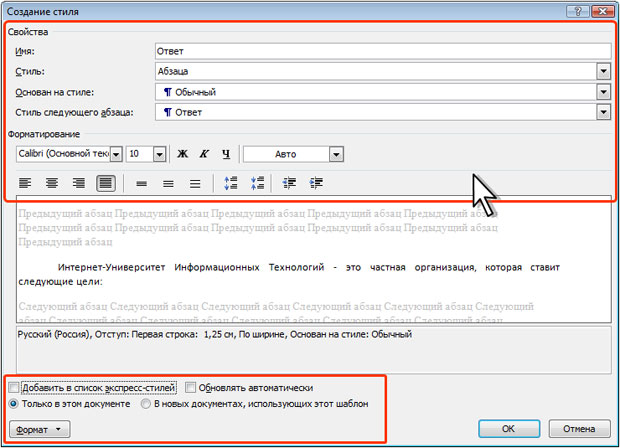 Создание стиля
Свойства
Имя: Ответ
Стиль: Абзаца
Основан на стиле: ¶ Обычный
Стиль следующего абзаца: ¶ Ответ
Форматирование
Calibri (Основной текс 10 Ж К Ч Авто
Предыдущий абзац Предыдущий абзац Предыдущий абзац Предыдущий абзац Предыдущий
абзац Предыдущий абзац Предыдущий абзац Предыдущий абзац Предыдущий абзац
Предыдущий абзац
Интернет-Университет Информационных Технологий - это частная организация, которая ставит
следующие цели:
Следующий абзац Следующий абзац Следующий абзац Следующий абзац Следующий
абзац Следующий абзац Следующий абзац Следующий абзац Следующий абзац
Русский (Россия), Отступ: Первая строка: 1,25 см, По ширине, Основан на стиле: Обычный
Добавить в список экспресс-стилей Обновлять автоматически
Только в этом документе В новых документах, использующих этот шаблон
Формат ОК Отмена